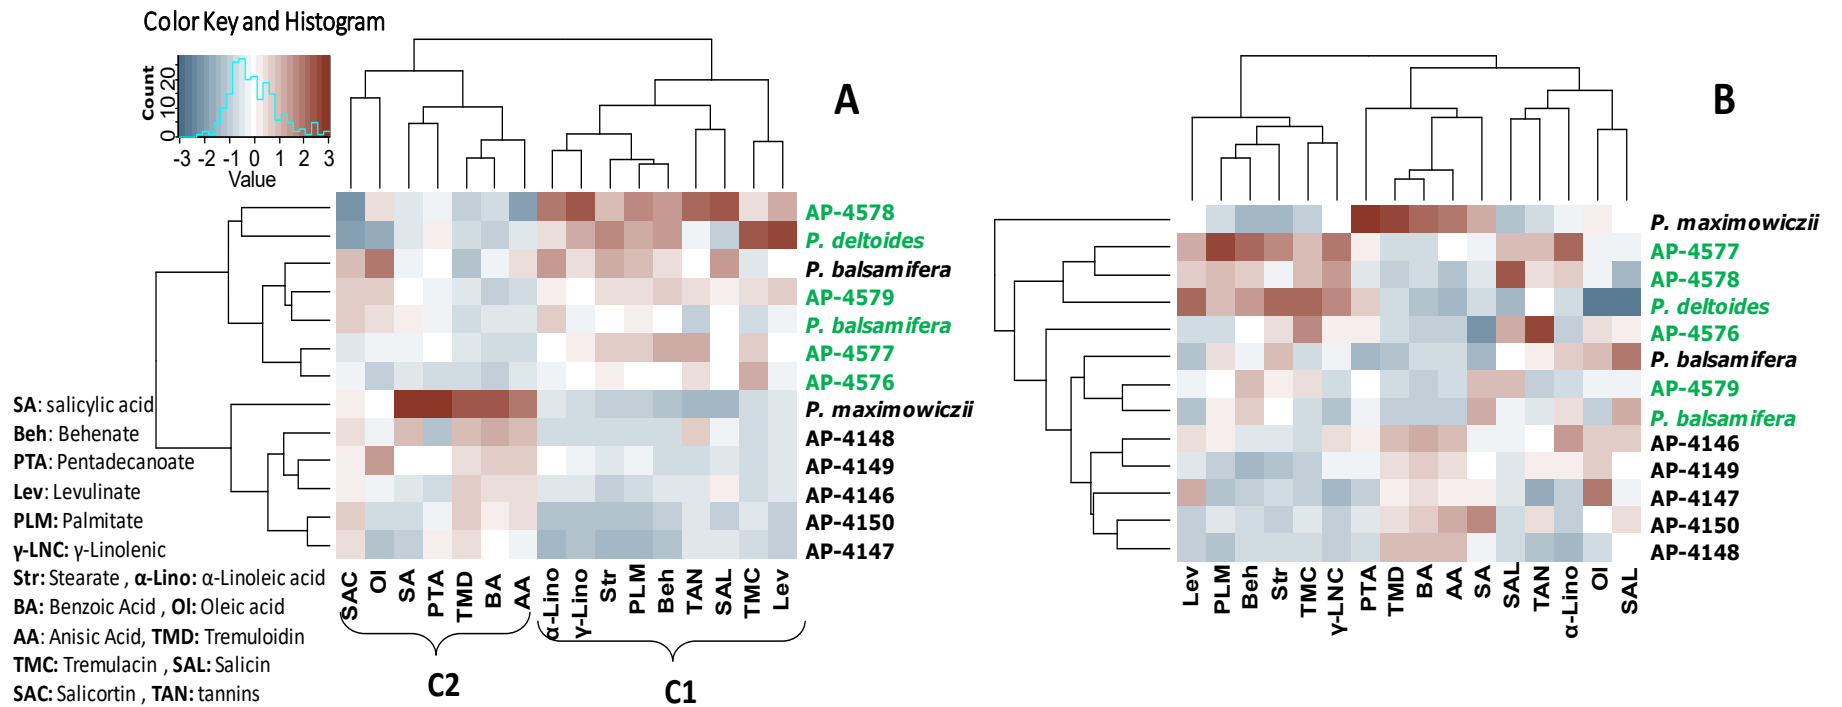 Color Key and Histogram
Count
0 10 20
-3 -2 -1 0 1 2 3
Value
A
AP-4578
P. deltoides
P. balsamifera
AP-4579
P. balsamifera
AP-4577
AP-4576
P. maximowiczii
AP-4148
AP-4149
AP-4146
AP-4150
AP-4147
SAC Ol SA PTA TMD BA AA α-Lino γ-Lino Str PLM Beh TAN SAL TMC Lev
C2
C1
SA: salicylic acid
Beh: Behenate
PTA: Pentadecanoate
Lev: Levulinate
PLM: Palmitate
γ-LNC: γ-Linolenic
Str: Stearate , α-Lino: α-Linoleic acid
BA: Benzoic Acid , Ol: Oleic acid
AA: Anisic Acid, TMD: Tremuloidin
TMC: Tremulacin , SAL: Salicin
SAC: Salicortin , TAN: tannins
B
P. maximowiczii
AP-4577
AP-4578
P. deltoides
AP-4576
P. balsamifera
AP-4579
P. balsamifera
AP-4146
AP-4149
AP-4147
AP-4150
AP-4148
Lev PLM Beh Str TMC γ-LNC PTA TMD BA AA SA SAL TAN α-Lino Ol SAL